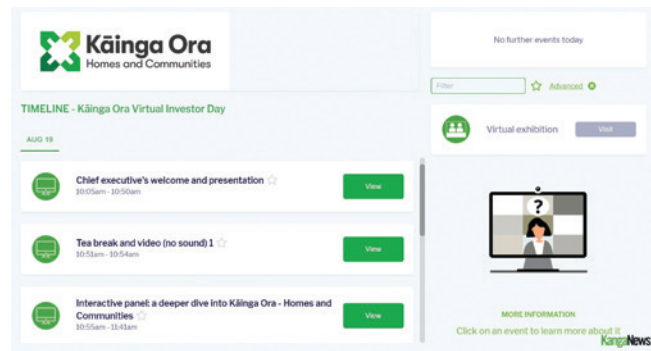 Kāinga Ora
Homes and Communities
TIMELINE - Kāinga Ora Virtual Investor Day
AUG 19
Chief executive's welcome and presentation
10:05am - 10:50am
View
Tea break and video (no sound) 1
10:51am - 10:54am
View
Interactive panel: a deeper dive into Kāinga Ora - Homes and
Communities
10:55am - 11:41am
View
No further events today
Filter
Advanced
Virtual exhibition
Visit
?
MORE INFORMATION
Click on an event to learn more about it
KangaNews